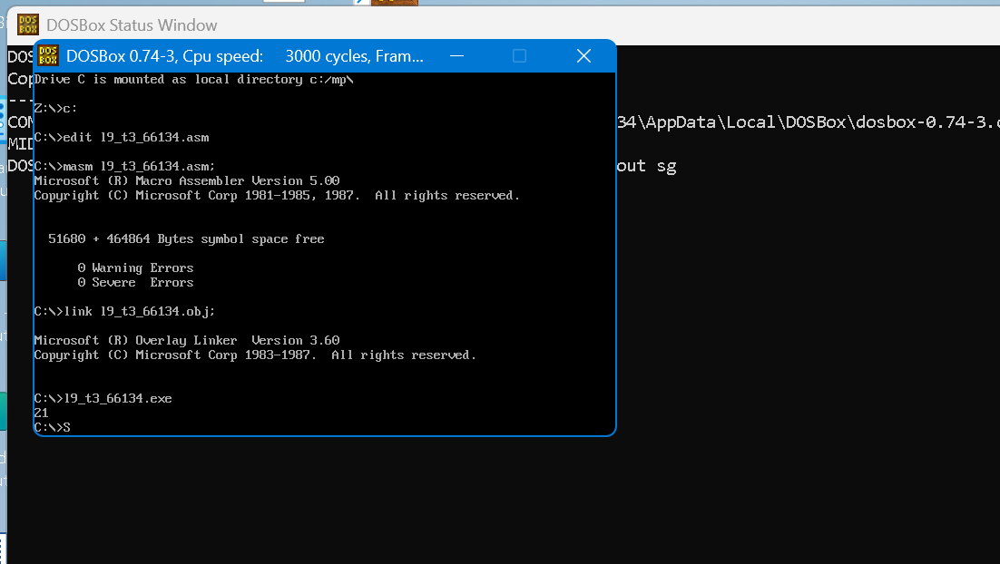 DOSBox Status Window
DOSBox 0.74-3, Cpu speed: 3000 cycles, Fram...
Drive C is mounted as local directory c:/mp\
Z:\>c:
C:\>edit l9_t3_66134.asm
C:\>masm l9_t3_66134.asm;
Microsoft (R) Macro Assembler Version 5.00
Copyright (C) Microsoft Corp 1981-1985, 1987.  All rights reserved.
51680 + 464864 Bytes symbol space free
0 Warning Errors
0 Severe  Errors
C:\>link l9_t3_66134.obj;
Microsoft (R) Overlay Linker  Version 3.60
Copyright (C) Microsoft Corp 1983-1987.  All rights reserved.
C:\>l9_t3_66134.exe
21
C:\>S
DOS
Cop
---
CON
34\AppData\Local\DOSBox\dosbox-0.74-3.
MID
DOS
out sg